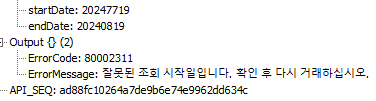 startDate: 20247719
endDate: 20240819
Output {} (2)
ErrorCode: 80002311
ErrorMessage: 잘못된 조회 시작일입니다. 확인 후 다시 거래하십시오.
API_SEQ: ad88fc10264a7de9b6e74e9962dd634c